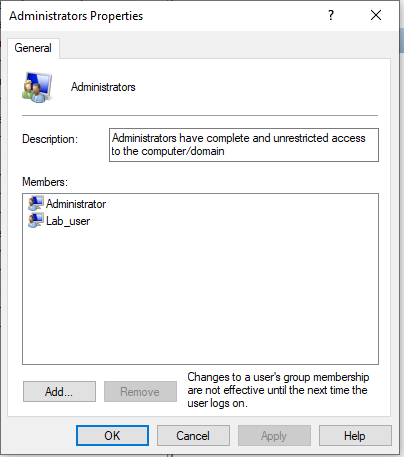 Administrators Properties
?
General
Administrators
Description:
Administrators have complete and unrestricted access
to the computer/domain
Members:
Administrator
Lab_user
Add...
Remove
Changes to a user's group membership
are not effective until the next time the
user logs on.
OK
Cancel
Apply
Help